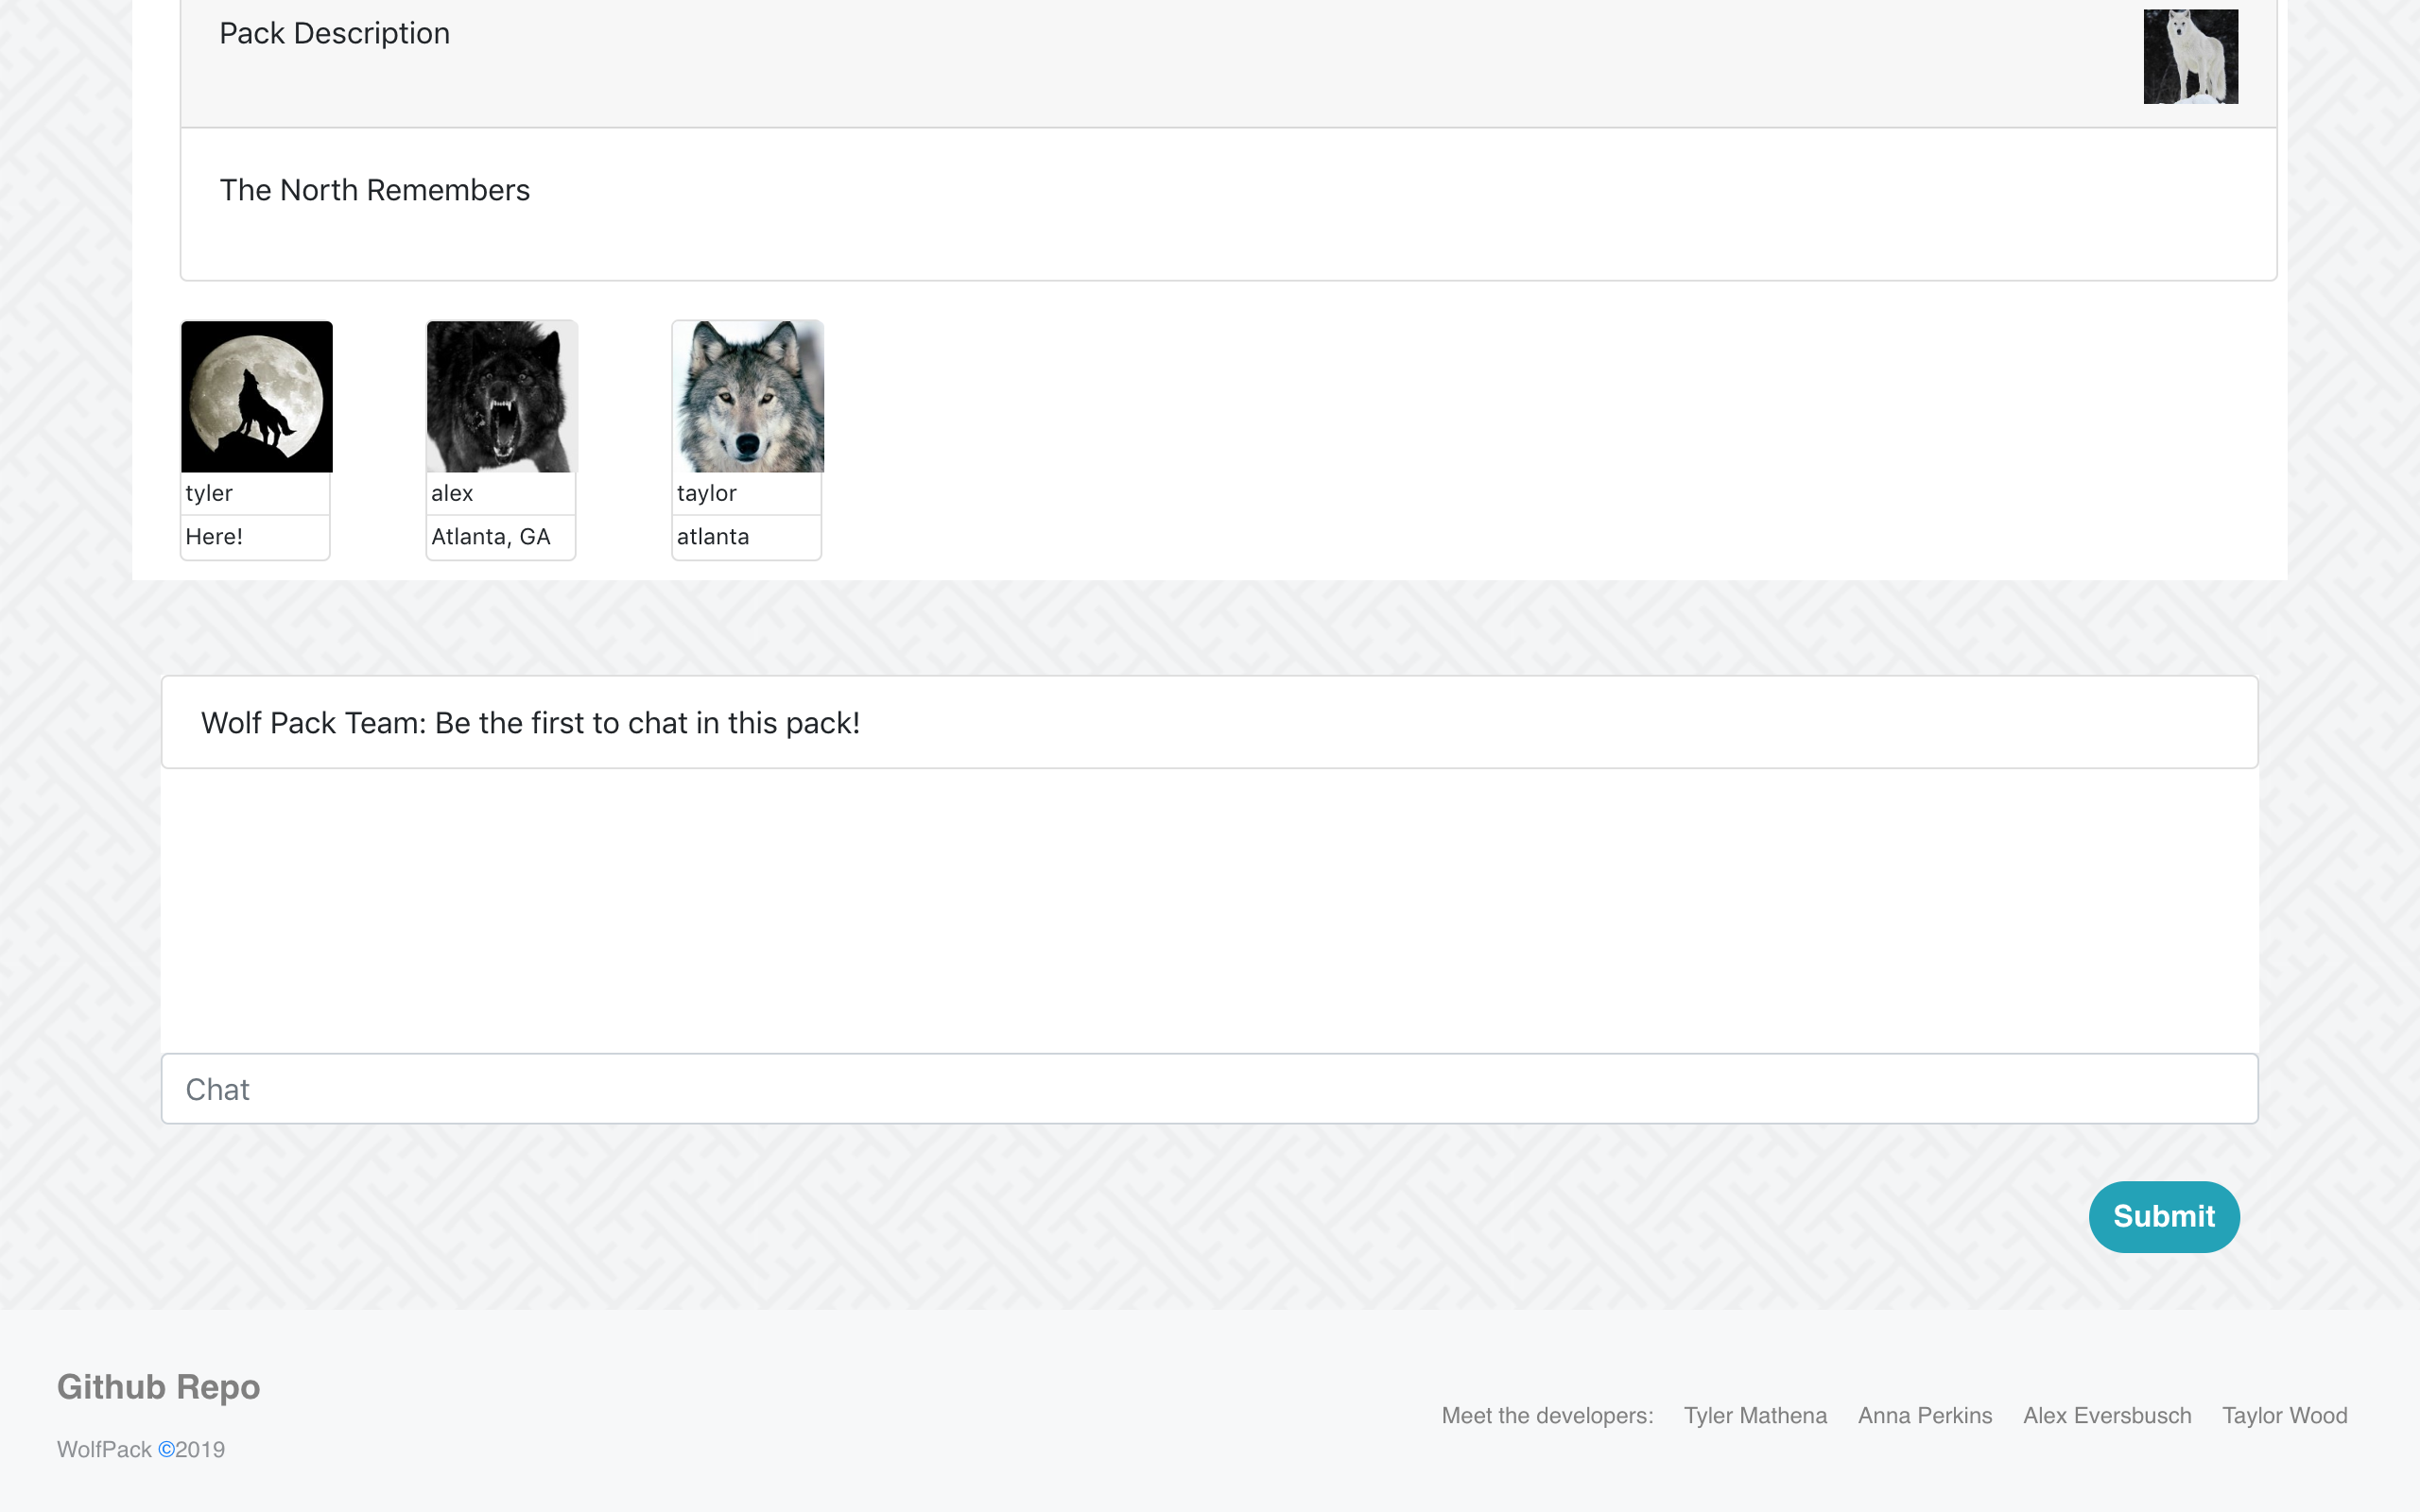 Pack Description
The North Remembers
tyler
Here!
alex
Atlanta, GA
taylor
atlanta
Wolf Pack Team: Be the first to chat in this pack!
Chat
Submit
Github Repo
WolfPack ©2019
Meet the developers: Tyler Mathena Anna Perkins Alex Eversbusch Taylor Wood